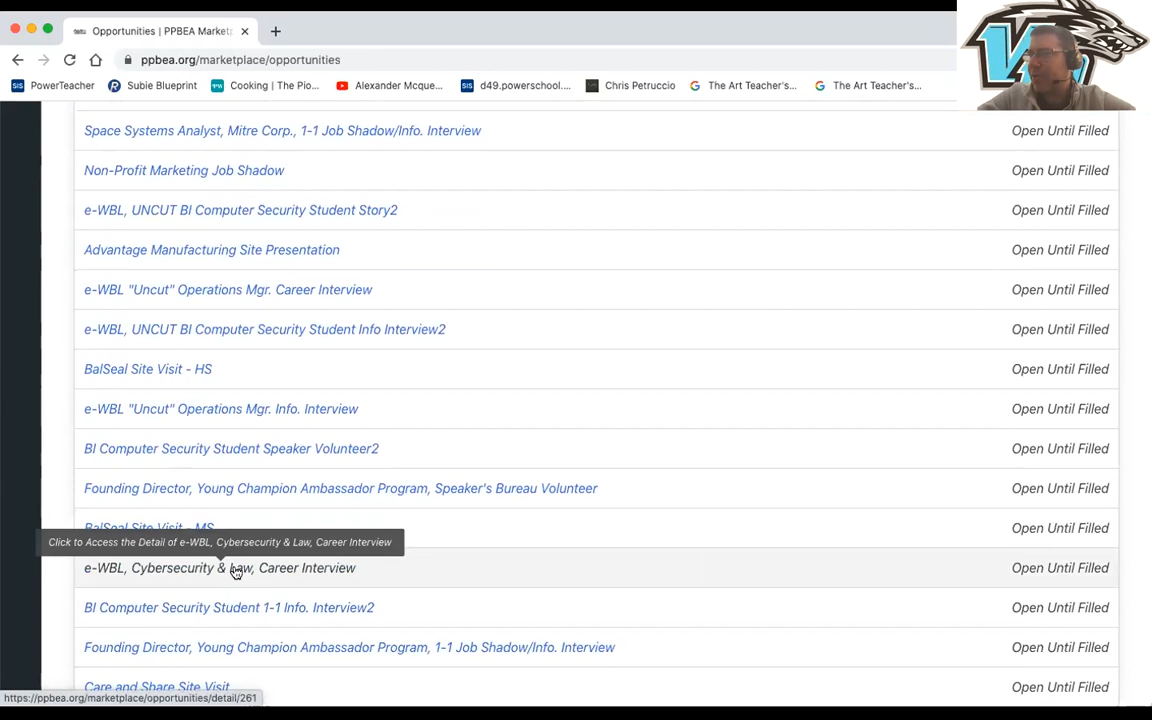 Opportunities | PPBEA Market
ppbea.org/marketplace/opportunities
PowerTeacher Subie Blueprint Cooking | The Pio... Alexander Mcque... d49.powerschool.... Chris Petruccio The Art Teacher's... The Art Teacher's...
Space Systems Analyst, Mitre Corp., 1-1 Job Shadow/Info. Interview Open Until Filled
Non-Profit Marketing Job Shadow Open Until Filled
e-WBL, UNCUT BI Computer Security Student Story2 Open Until Filled
Advantage Manufacturing Site Presentation Open Until Filled
e-WBL "Uncut" Operations Mgr. Career Interview Open Until Filled
e-WBL, UNCUT BI Computer Security Student Info Interview2 Open Until Filled
BalSeal Site Visit - HS Open Until Filled
e-WBL "Uncut" Operations Mgr. Info. Interview Open Until Filled
BI Computer Security Student Speaker Volunteer2 Open Until Filled
Founding Director, Young Champion Ambassador Program, Speaker's Bureau Volunteer Open Until Filled
BalSeal Site Visit - MS Open Until Filled
Click to Access the Detail of e-WBL, Cybersecurity & Law, Career Interview
e-WBL, Cybersecurity & Law, Career Interview Open Until Filled
BI Computer Security Student 1-1 Info. Interview2 Open Until Filled
Founding Director, Young Champion Ambassador Program, 1-1 Job Shadow/Info. Interview Open Until Filled
Care and Share Site Visit Open Until Filled
https://ppbea.org/marketplace/opportunities/detail/261